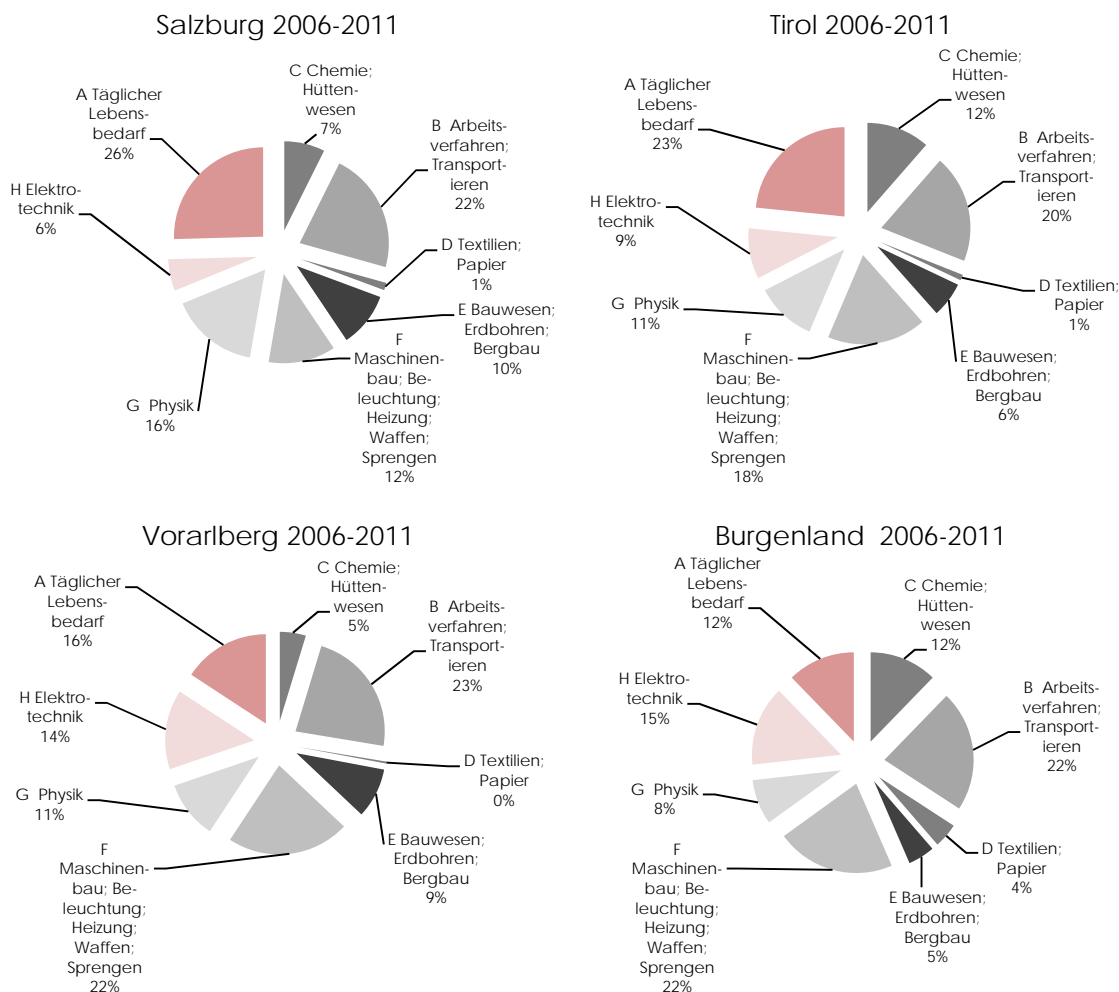 Salzburg 2006-2011
C Chemie;
Hütten-
wesen
7%
A Täglicher
Lebens-
bedarf
26%
B Arbeits-
verfahren;
Transportt-
ieren
22%
H Elektro-
technik
6%
D Textilien;
Papier
1%
E Bauwesen;
Erdbohren;
Bergbau
10%
F
Maschinen-
bau; Be-
leuchtung;
Heizung;
Waffen;
Sprengen
12%
G Physik
16%
Tirol 2006-2011
C Chemie;
Hütten-
wesen
12%
A Täglicher
Lebens-
bedarf
23%
B Arbeits-
verfahren;
Transport-
ieren
20%
H Elektro-
technik
9%
D Textilien;
Papier
1%
G Physik
11%
E Bauwesen;
Erdbohren;
Bergbau
6%
F
Maschinen-
bau; Be-
leuchtung;
Heizung;
Waffen;
Sprengen
18%
Vorarlberg 2006-2011
C Chemie;
Hütten-
wesen
5%
A Täglicher
Lebens-
bedarf
16%
B Arbeits-
verfahren;
Transport-
ieren
23%
H Elektro-
technik
14%
D Textilien;
Papier
0%
G Physik
11%
E Bauwesen;
Erdbohren;
Bergbau
9%
F
Maschinen-
bau; Be-
leuchtung;
Heizung;
Waffen;
Sprengen
22%
Burgenland 2006-2011
A Täglicher
Lebens-
bedarf
12%
C Chemie;
Hütten-
wesen
12%
H Elektro-
technik
15%
B Arbeits-
verfahren;
Transport-
ieren
22%
G Physik
8%
D Textilien;
Papier
4%
F
Maschinen-
bau; Be-
leuchtung;
Heizung;
Waffen;
Sprengen
22%
E Bauwesen;
Erdbohren;
Bergbau
5%